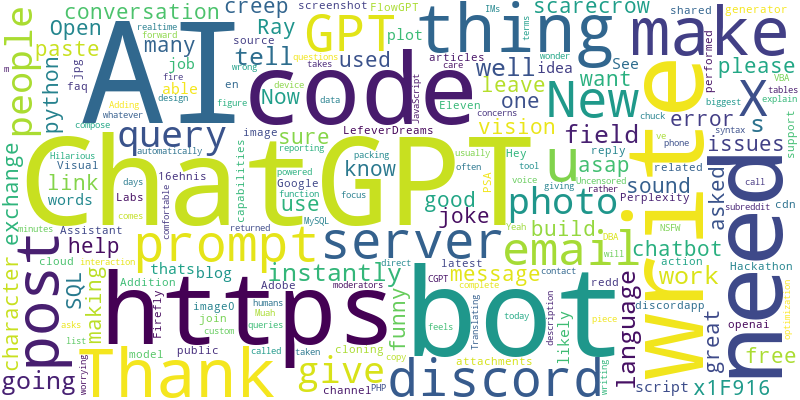 conversation
creep
screenshot
FlowGPT
IMs
scarecrow
shared
generator
realtime
forward
Open
Ray
source
plot
terms
paste
many
tell
GPT
used
articles
care
thing
make
faq
jpg
job
able
fire
wrong
takes
well
idea
See
please
performed
people
python
m
Adding
design
whatever
AI
en
Now
questions
figure
device
data
JavaScript
leave
one
want
New
error
X
VBA
tables
explain
compose
query
image
Eleven
concerns
vision
chuck
syntax
biggest
s
automatically
code
sure
LefeverDreams
wonder
field
issues
support
Hilarious
Visual
16ehnis
reporting
packing
usually
Hey
u
asap
reply
phone
ve
related
call
exchange
link
days
capabilities
powered
know
often
tool
giving
Uncensored
sound
asked
subreddit
minutes
words
Labs
Google
function
focus
PSA
voice
rather
Perplexity
ChatGPT
use
MySQL
good
photo
write
need
Assistant
comes
comfortable
returned
joke
Yeah
DBA
will
build
NSFW
cdn
character
help
prompt
server
email
language
chatbot
Hackathon
cloud
thats
blog
Adobe
direct
latest
action
post
SQL
Addition
instantly
message
contact
work
interaction
image0
moderators
CGPT
complete
redd
optimization
making
https
humans
Muah
feels
funny
bot
today
description
likely
discordapp
asks
Firefly
join
custom
queries
Translating
great
openai
free
list
model
public
called
taken
cloning
copy
attachments
piece
going
worrying
Thank
give
channel
PHP
discord
writing
script
x1F916